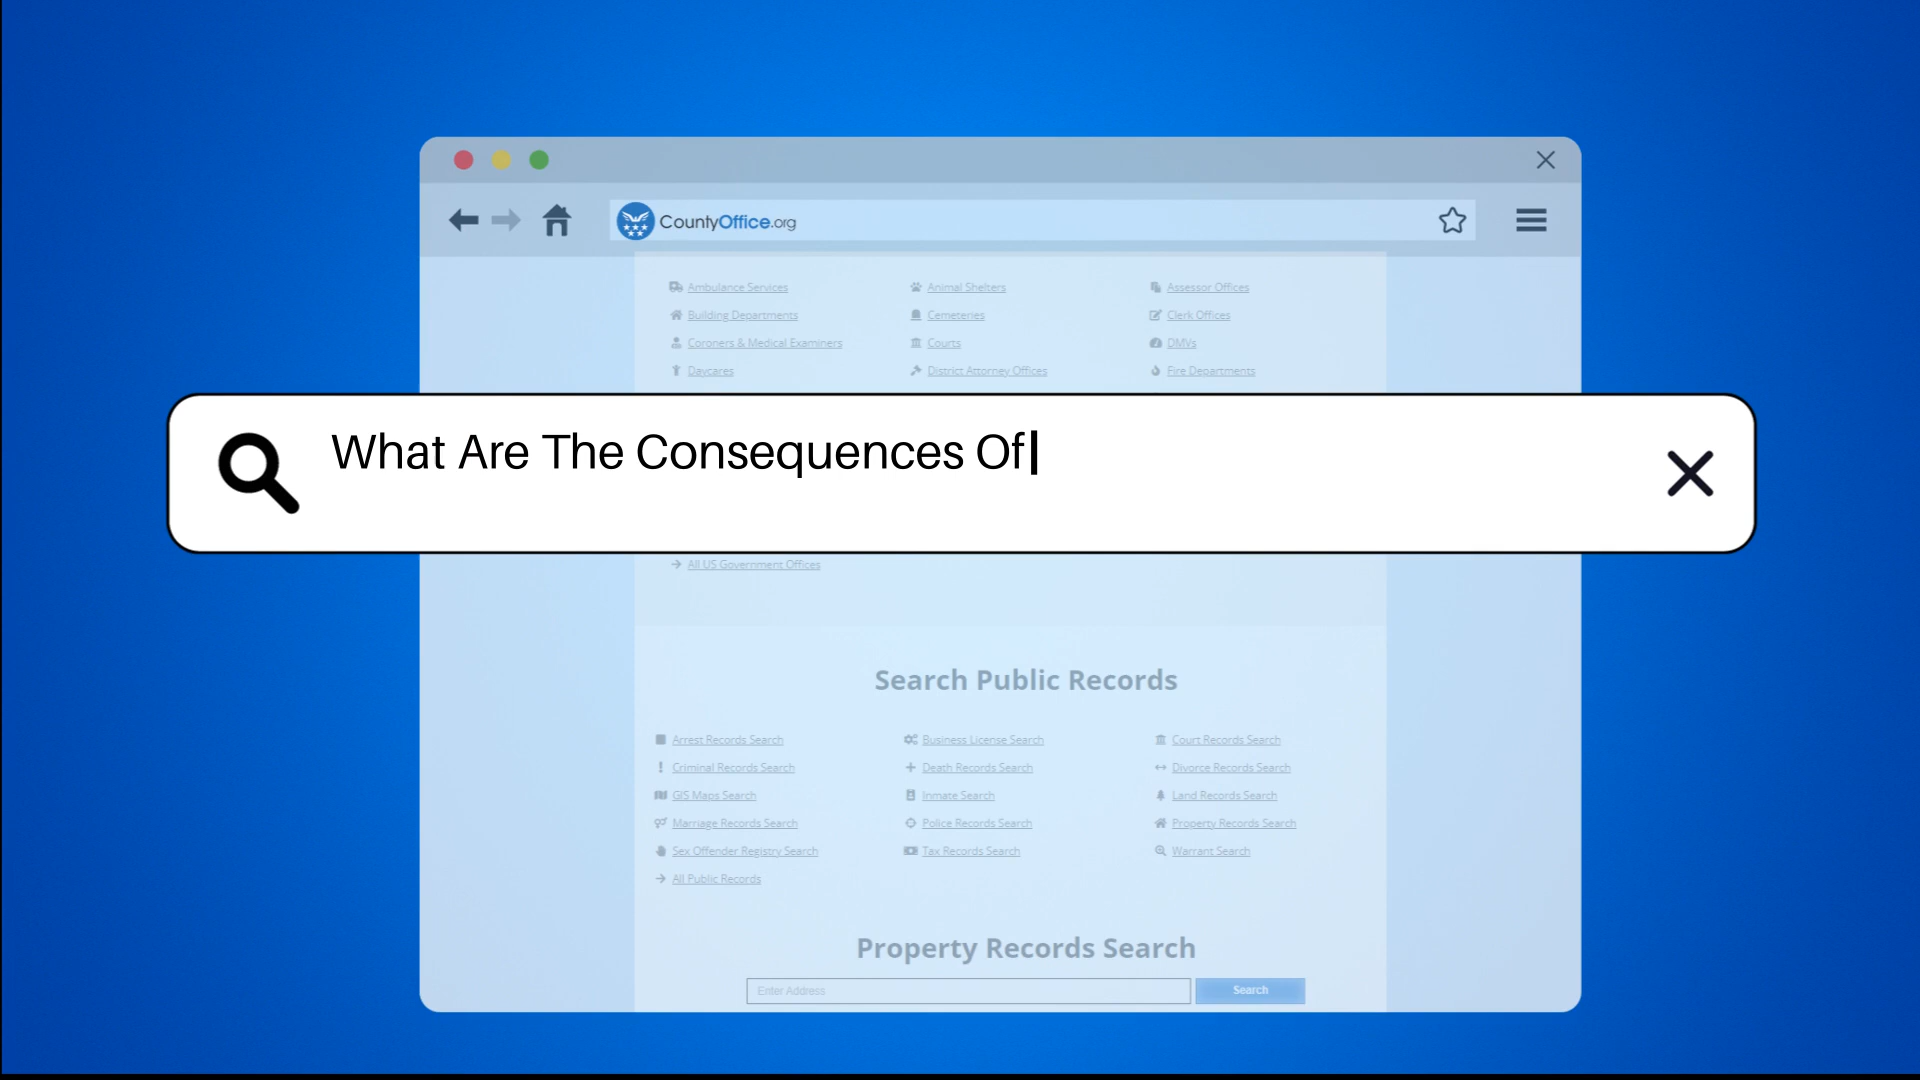 CountyOffice.org
Ambulance Services Animal Shelters Assessor Offices
Building Departments Cemeteries Clerk Offices
Coroners & Medical Examiners Courts DMVs
Daycares District Attorney Offices Fire Departments
What Are The Consequences Of
All US Government Offices
Search Public Records
Arrest Records Search Business License Search Court Records Search
Criminal Records Search Death Records Search Divorce Records Search
GIS Maps Search Inmate Search Land Records Search
Marriage Records Search Police Records Search Property Records Search
Sex Offender Registry Search Tax Records Search Warrant Search
All Public Records
Property Records Search
Enter Address Search